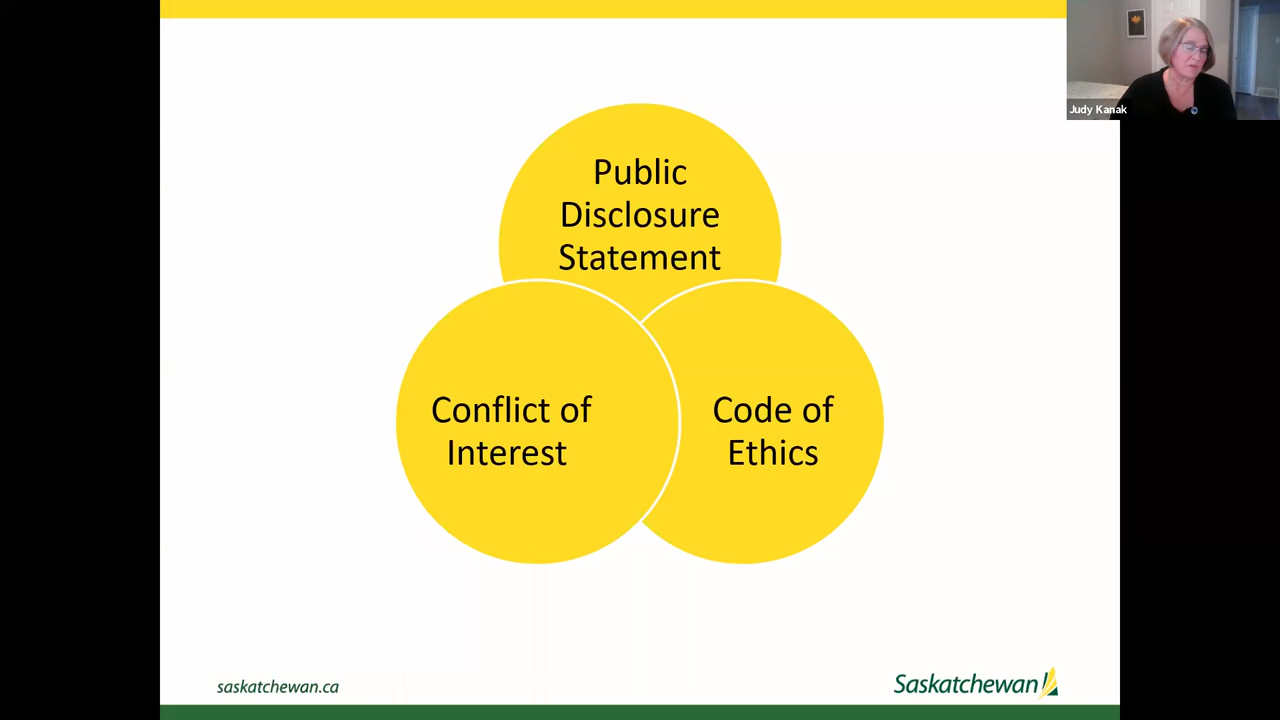 Judy Kanak
Public
Disclosure
Statement
Conflict of
Interest
Code of
Ethics
saskatchewan.ca
Saskatchewan